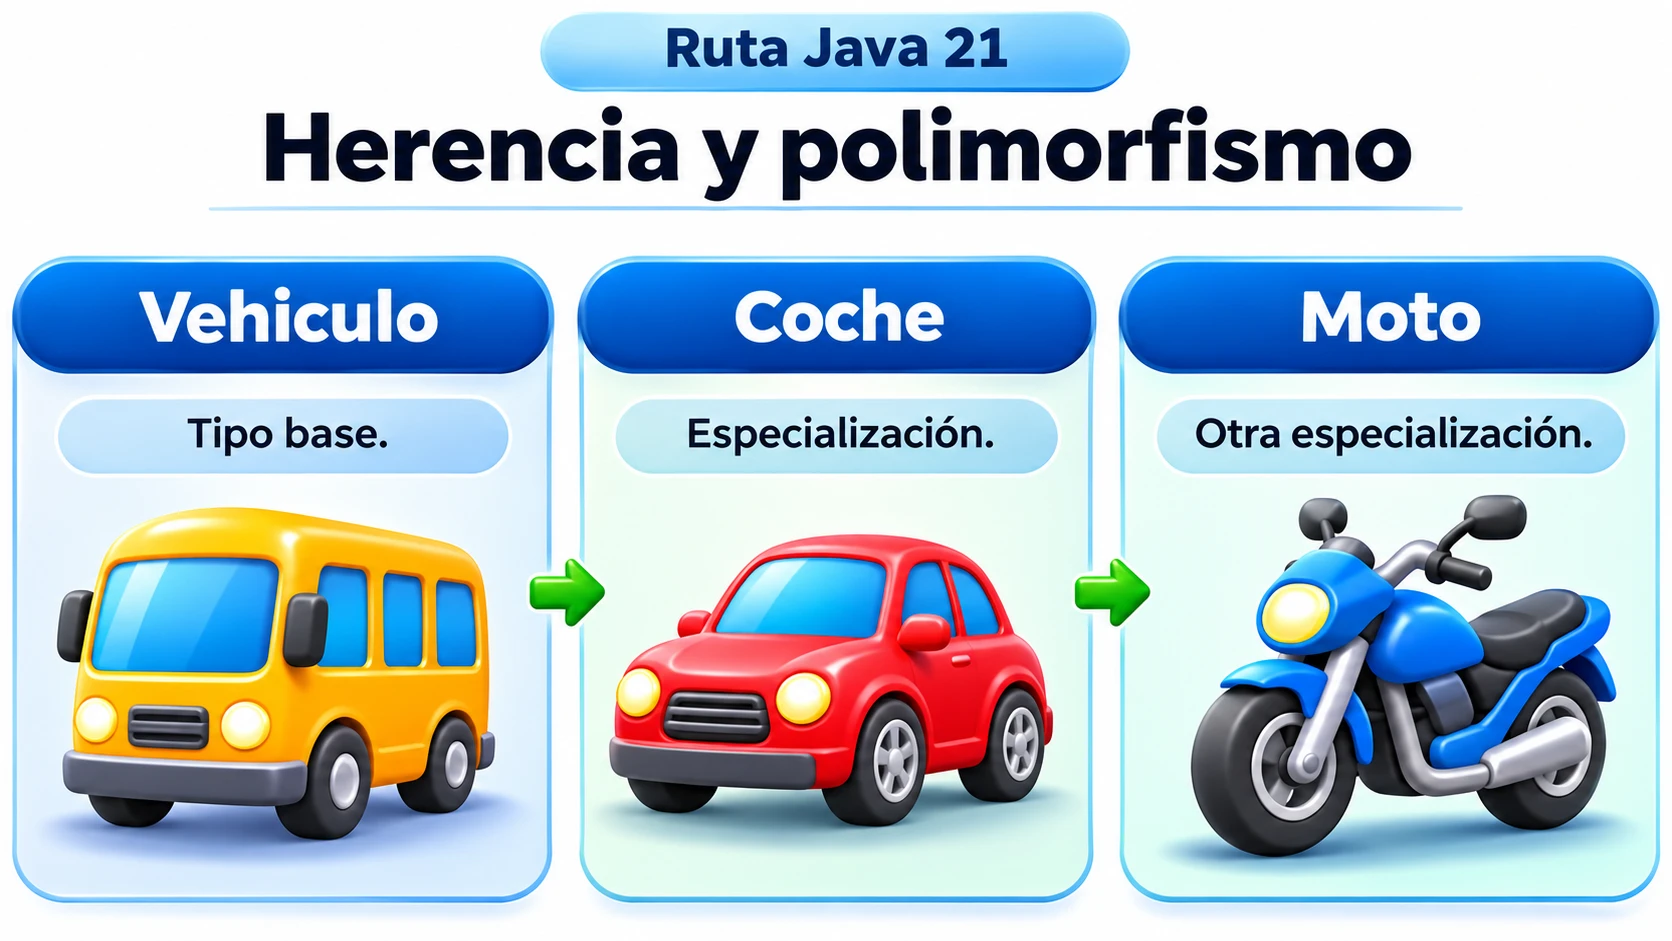 Ruta Java 21
Herencia y polimorfismo
Vehiculo
Tipo base.
Coche
Especialización.
Moto
Otra especialización.